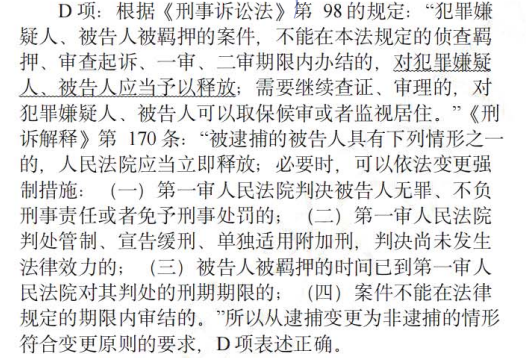 D 项：根据《刑事诉讼法》第 98的规定：“犯罪嫌
疑人、被告人被羁押的案件，不能在本法规定的侦查羁
押、审查起诉、一审、二审期限内办结的，对犯罪嫌疑
人、被告人应当予以释放；需要继续查证、审理的，对
犯罪嫌疑人、被告人可以取保候审或者监视居住。”《刑
诉解释》第 170 条：“被逮捕的被告人具有下列情形之一
的，人民法院应当立即释放；必要时，可以依法变更强
制措施：（一）第一审人民法院判决被告人无罪、不负
刑事责任或者免予刑事处罚的；（二）第一审人民法院
判处管制、宣告缓刑、单独适用附加刑，判决尚未发生
法律效力的；（三）被告人被羁押的时间已到第一审人
民法院对其判处的刑期期限的；（四）案件不能在法律
规定的期限内审结的。”所以从逮捕变更为非逮捕的情形
符合变更原则的要求，D 项表述正确。